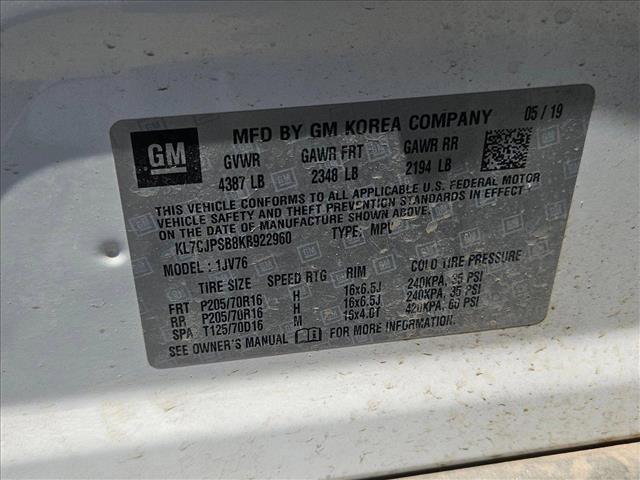 GM
MFD BY GM KOREA COMPANY 05 / 19
GVWR GAWR FRT GAWR RR
4387 LB 2348 LB 2194 LB
THIS VEHICLE CONFORMS TO ALL APPLICABLE U.S. FEDERAL MOTOR
VEHICLE SAFETY AND THEFT PREVENTION STANDARDS IN EFFECT
ON THE DATE OF MANUFACTURE SHOWN ABOVE.
KL7CJPSB8KB922960 TYPE: MPV
MODEL : 1JV76
TIRE SIZE SPEED RTG RIM COLD TIRE PRESSURE
FRT P205/70R16 H 16x6.5J 240KPA, 35 PSI
RR P205/70R16 H 16x6.5J 240KPA, 35 PSI
SPA T125/70D16 M 15x4.0T 420KPA, 60 PSI
SEE OWNER'S MANUAL FOR MORE INFORMATION.